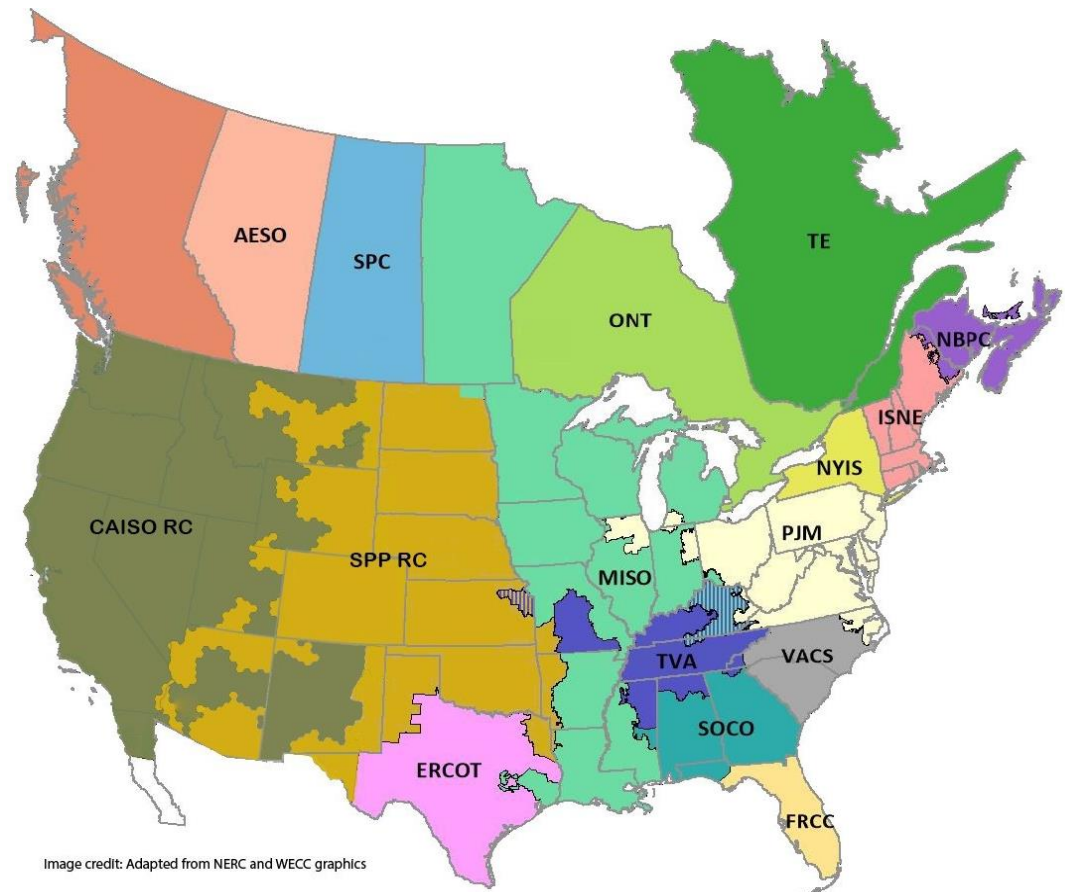 AESO
SPC
TE
ONT
NBPC
ISNE
NYIS
CAISO RC
PJM
SPP RC
MISO
TVA
VACS
SOCO
ERCOT
FRCC
Image credit: Adapted from NERC and WECC graphics